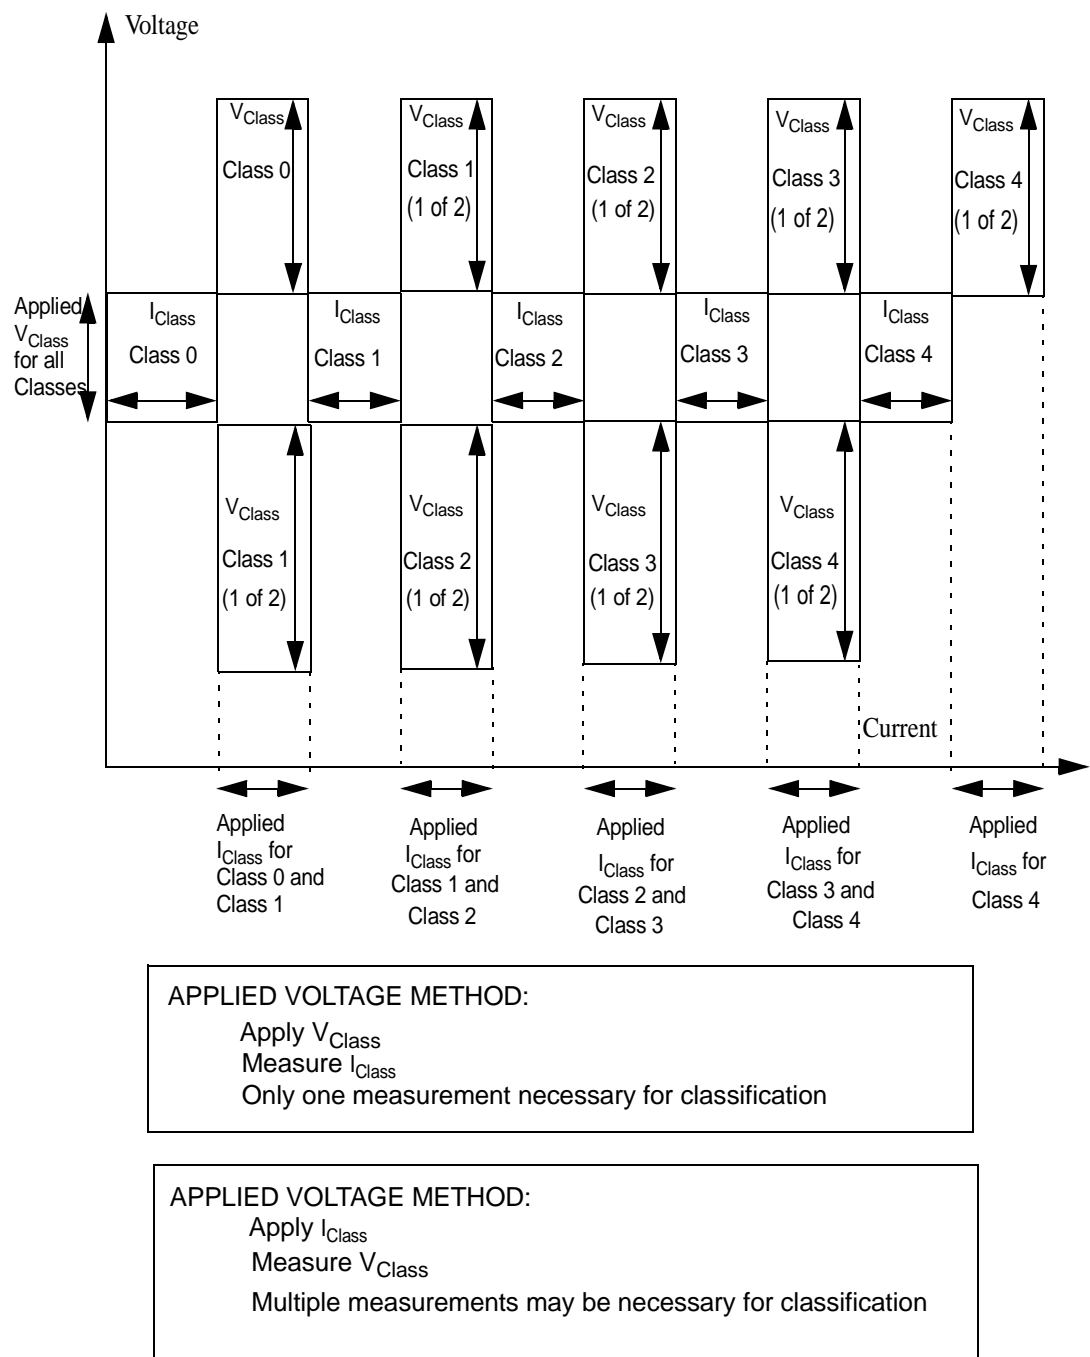 Voltage
VClass
Class 0
VClass
Class 1
(1 of 2)
VClass
Class 2
(1 of 2)
VClass
Class 3
(1 of 2)
VClass
Class 4
(1 of 2)
Applied
VClass
for all
Classes
IClass
Class 0
IClass
Class 1
IClass
Class 2
IClass
Class 3
IClass
Class 4
VClass
Class 1
(1 of 2)
VClass
Class 2
(1 of 2)
VClass
Class 3
(1 of 2)
VClass
Class 4
(1 of 2)
Current
Applied
IClass for
Class 0 and
Class 1
Applied
IClass for
Class 1 and
Class 2
Applied
IClass for
Class 2 and
Class 3
Applied
IClass for
Class 3 and
Class 4
Applied
IClass for
Class 4
APPLIED VOLTAGE METHOD:
Apply VClass
Measure IClass
Only one measurement necessary for classification
APPLIED VOLTAGE METHOD:
Apply IClass
Measure VClass
Multiple measurements may be necessary for classification